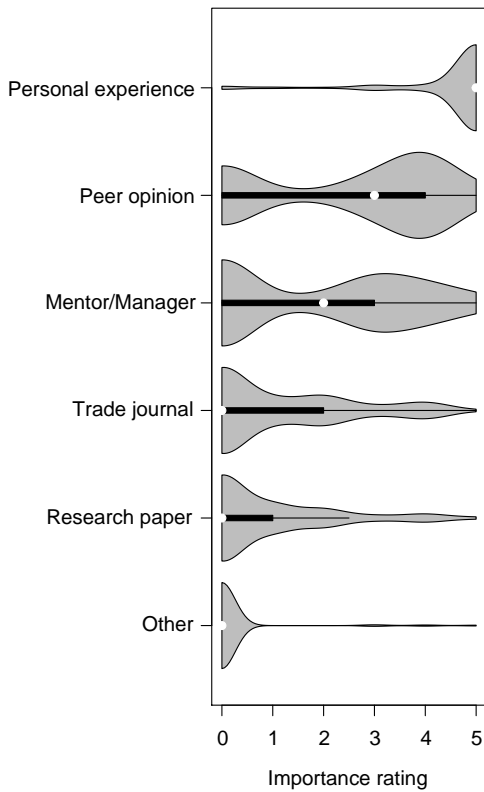 Personal experience
Peer opinion
Mentor/Manager
Trade journal
Research paper
Other
0 1 2 3 4 5
Importance rating